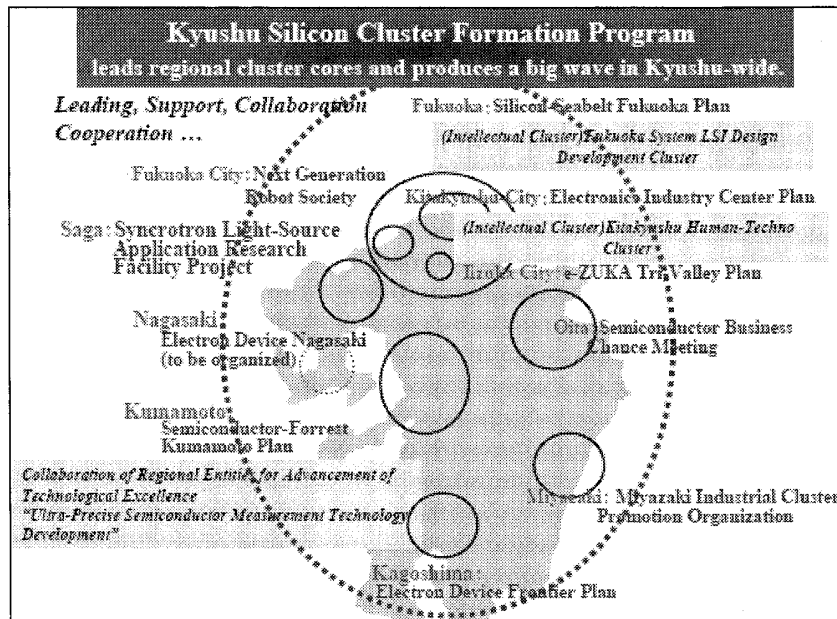 Kyushu Silicon Cluster Formation Program
leads regional cluster cores and produces a big wave in Kyushu-wide.
Leading, Support, Collaboration
Cooperation ...
Fukuoka: Silicon Seabelt Fukuoka Plan
(Intellectual Cluster)Fukuoka System LSI Design
Development Cluster
Fukuoka City: Next Generation
Robot Society
Kitakyushu-City: Electronics Industry Center Plan
(Intellectual Cluster)Kitakyushu Human-Techno
Cluster
Saga: Syncrotron Light-Source
Application Research
Facility Project
Iizuka City: e-ZUKA Tri-Valley Plan
Nagasaki:
Electron Device Nagasaki
(to be organized)
Oita: Semiconductor Business
Chance Meeting
Kumamoto:
Semiconductor-Forrest
Kumamoto Plan
Collaboration of Regional Entities for Advancement of
Technological Excellence
"Ultra-Precise Semiconductor Measurement Technology
Development"
Miyazaki: Miyazaki Industrial Cluster
Promotion Organization
Kagoshima:
Electron Device Frontier Plan